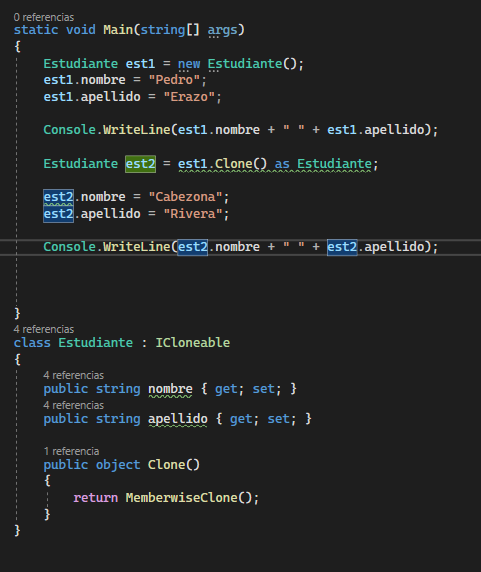 0 referencias
static void Main(string[] args)
{
Estudiante est1 = new Estudiante();
est1.nombre = "Pedro";
est1.apellido = "Erazo";
Console.WriteLine(est1.nombre + " " + est1.apellido);
Estudiante est2 = est1.Clone() as Estudiante;
est2.nombre = "Cabezona";
est2.apellido = "Rivera";
Console.WriteLine(est2.nombre + " " + est2.apellido);
}
4 referencias
class Estudiante : ICloneable
{
4 referencias
public string nombre { get; set; }
4 referencias
public string apellido { get; set; }
1 referencia
public object Clone()
{
return MemberwiseClone();
}
}